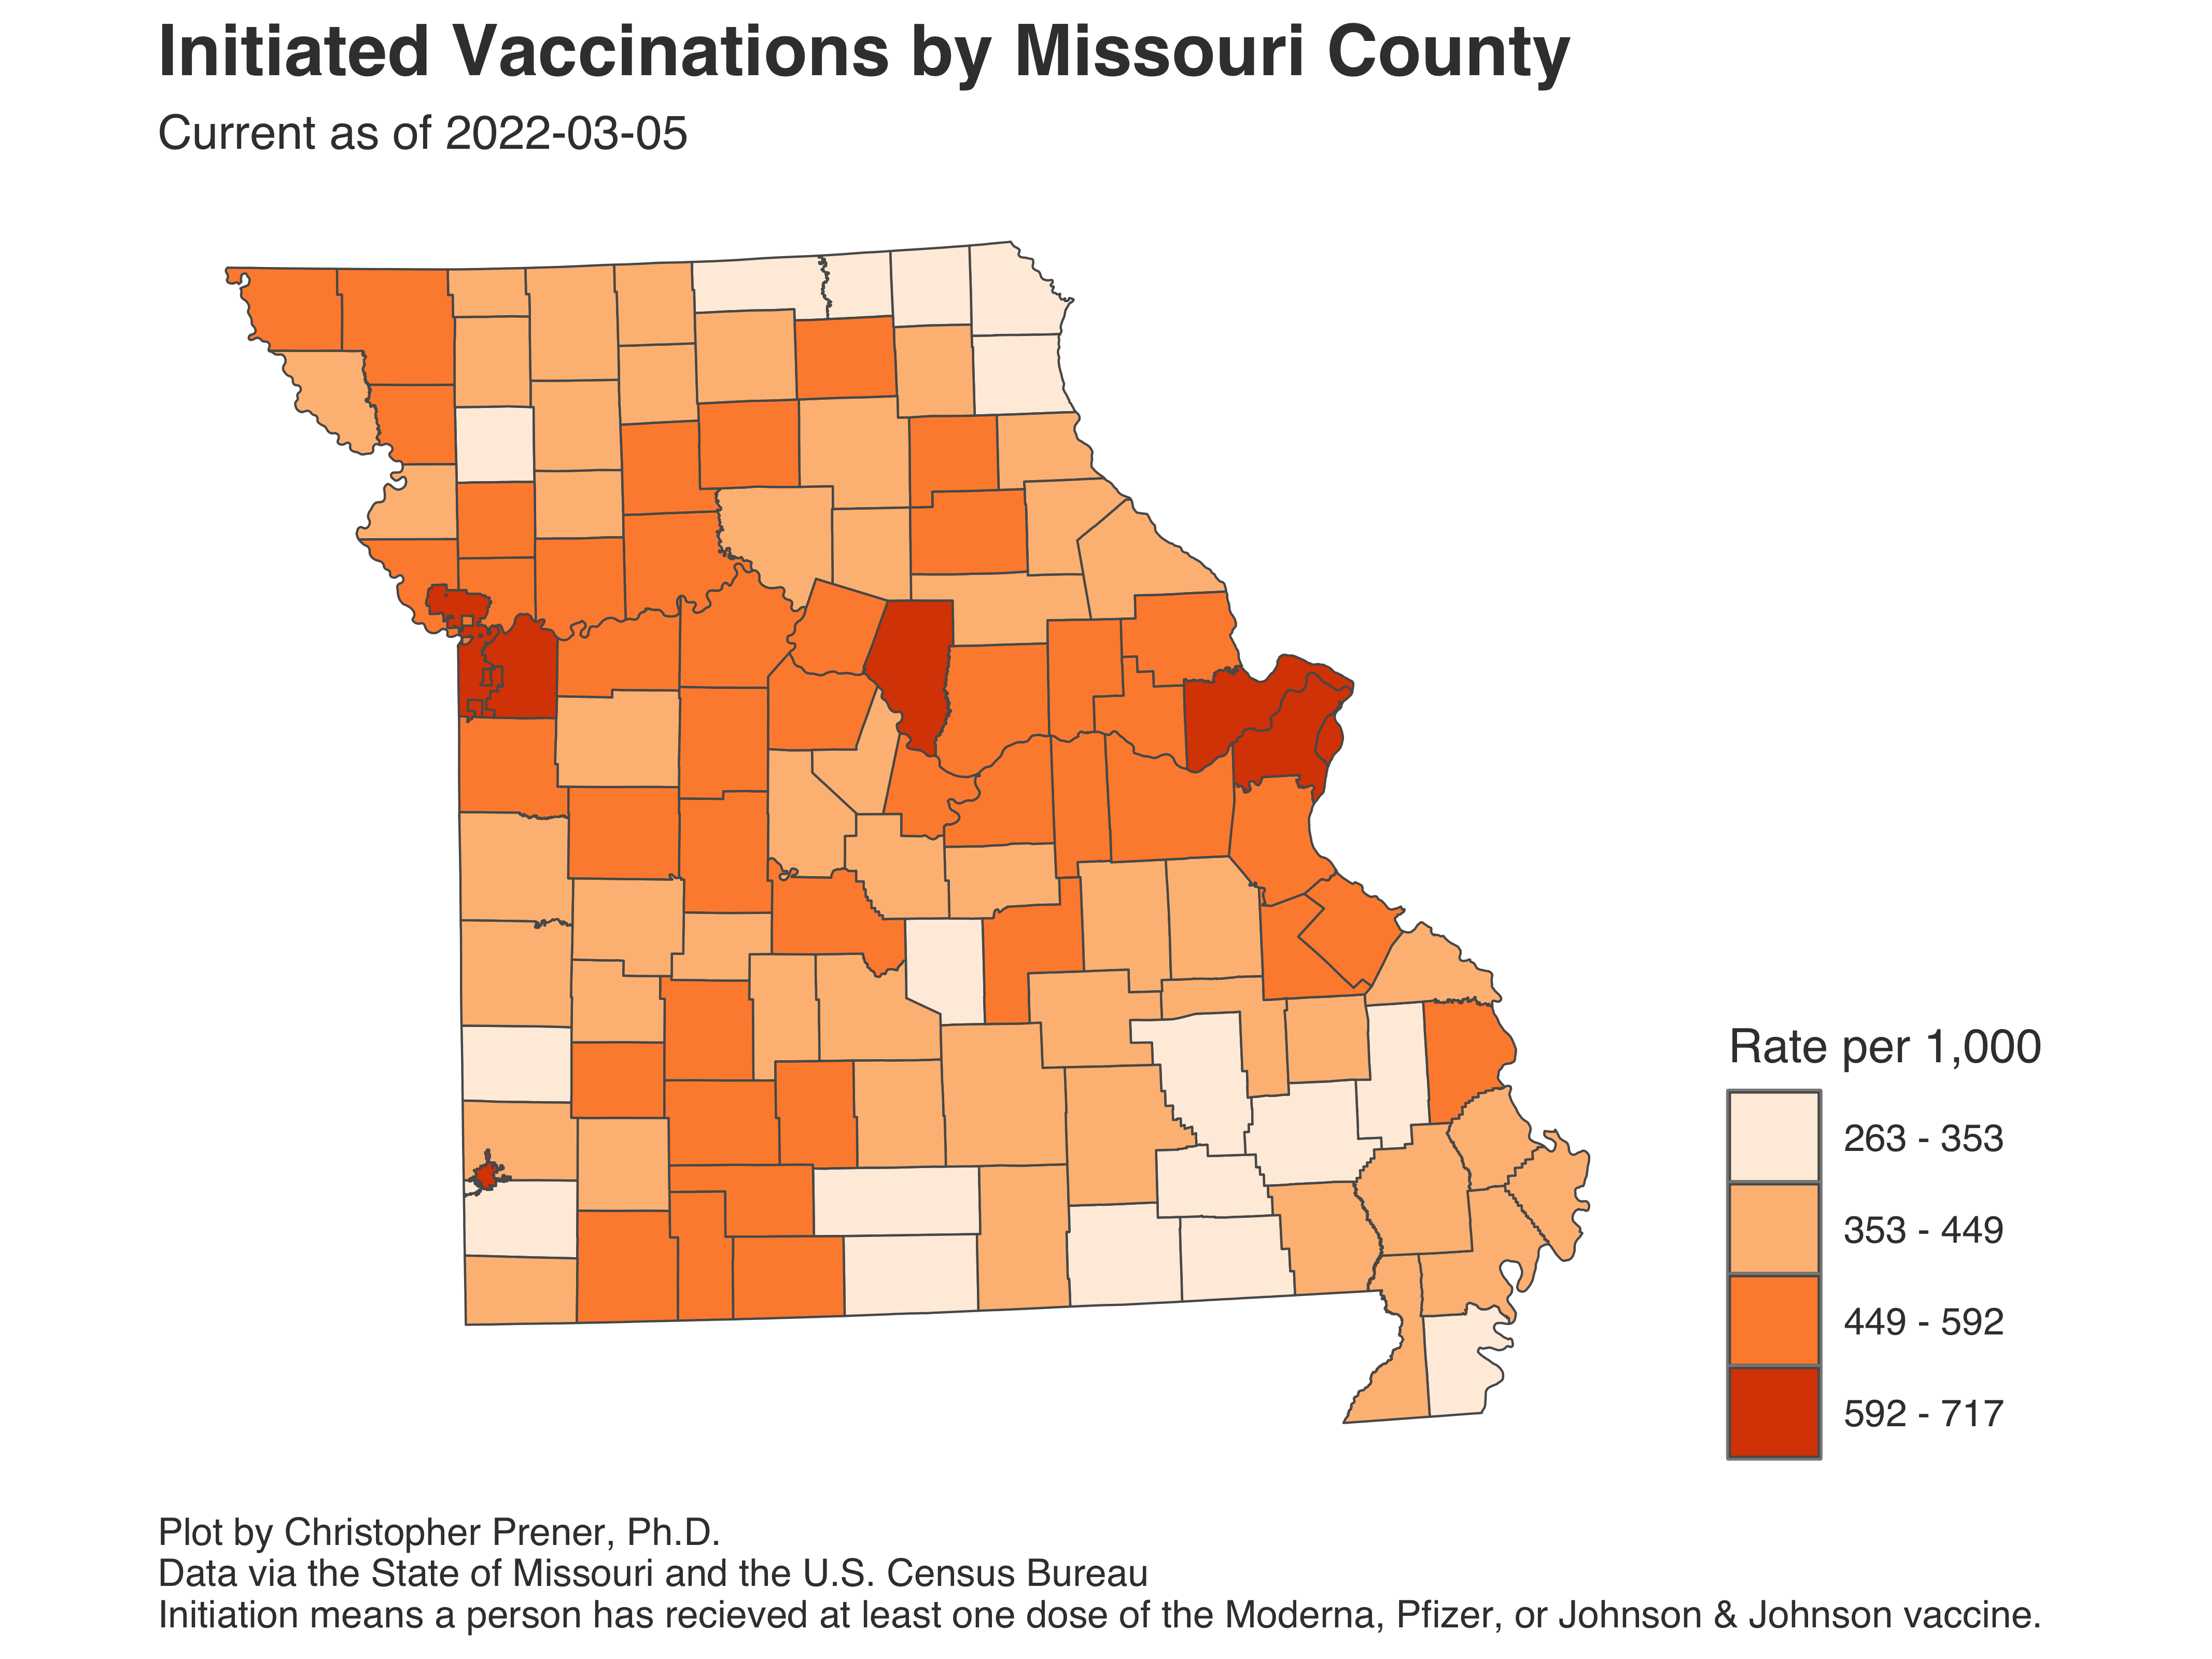 Initiated Vaccinations by Missouri County
Current as of 2022-03-05
Rate per 1,000
263 - 353
353 - 449
449 - 592
592 - 717
Plot by Christopher Prener, Ph.D.
Data via the State of Missouri and the U.S. Census Bureau
Initiation means a person has recieved at least one dose of the Moderna, Pfizer, or Johnson & Johnson vaccine.